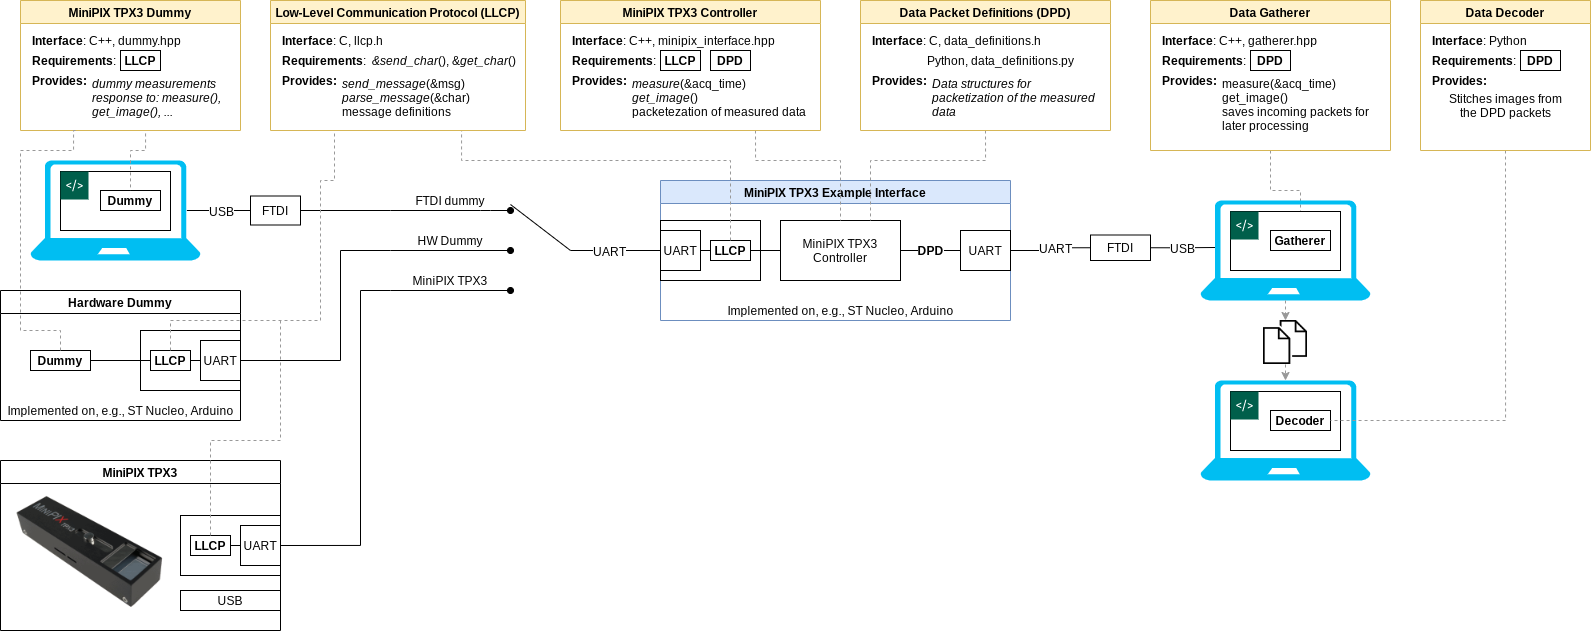 MiniPIX TPX3 Dummy
Interface: C++, dummy.hpp
Requirements: LLCP
Provides: dummy measurements
response to: measure(),
get_image(), ...
Low-Level Communication Protocol (LLCP)
Interface: C, llcp.h
Requirements: &send_char(), &get_char()
Provides: send_message(&msg)
parse_message(&char)
message definitions
MiniPIX TPX3 Controller
Interface: C++, minipix_interface.hpp
Requirements: LLCP DPD
Provides: measure(&acq_time)
get_image()
packetezation of measured data
Data Packet Definitions (DPD)
Interface: C, data_definitions.h
Python, data_definitions.py
Provides: Data structures for
packetization of the measured
data
Data Gatherer
Interface: C++, gatherer.hpp
Requirements: DPD
Provides: measure(&acq_time)
get_image()
saves incoming packets for
later processing
Data Decoder
Interface: Python
Requirements: DPD
Provides:
Stitches images from
the DPD packets
</>
Dummy
USB
FTDI
FTDI dummy
HW Dummy
MiniPIX TPX3
UART
MiniPIX TPX3 Example Interface
UART
LLCP
MiniPIX TPX3
Controller
DPD
UART
Implemented on, e.g., ST Nucleo, Arduino
UART
FTDI
USB
</>
Gatherer
</>
Decoder
Hardware Dummy
Dummy
LLCP
UART
Implemented on, e.g., ST Nucleo, Arduino
MiniPIX TPX3
MiniPIX TPX3
LLCP
UART
USB